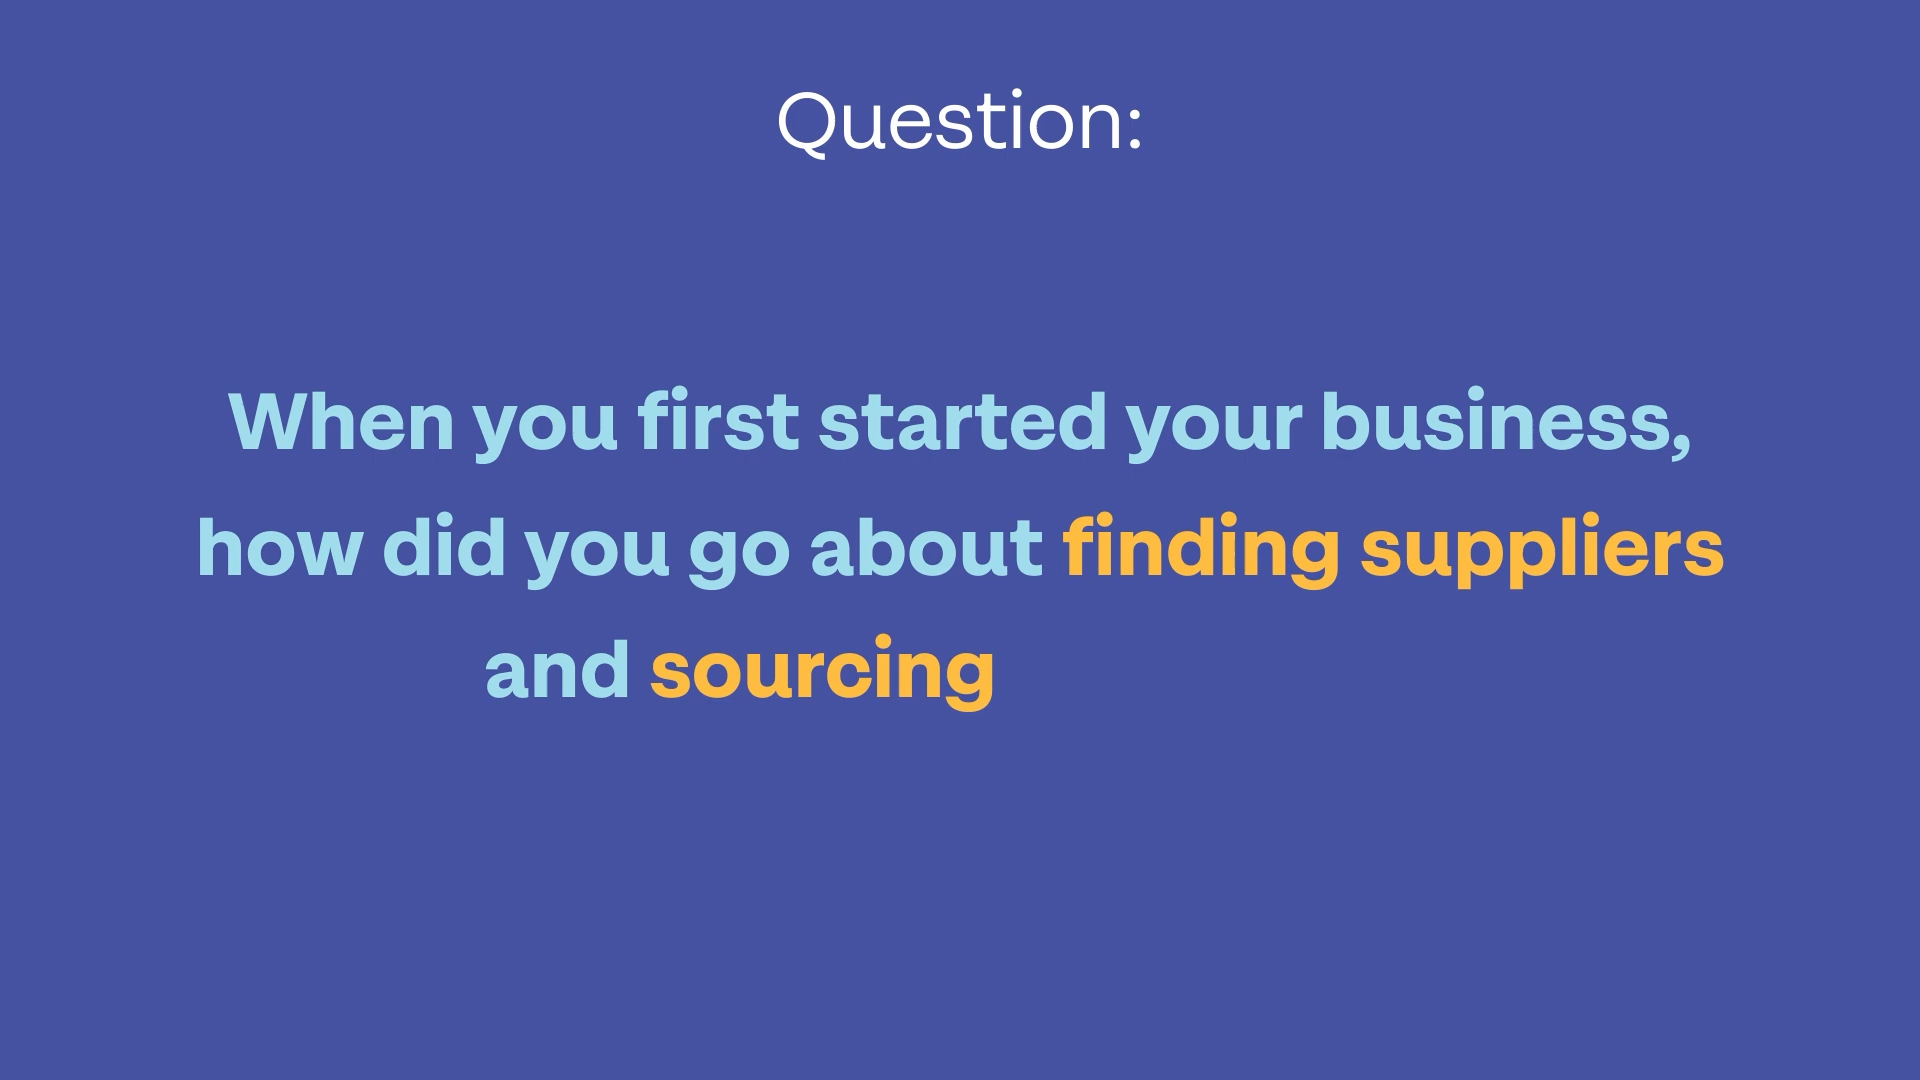 Question:
When you first started your business,
how did you go about finding suppliers
and sourcing